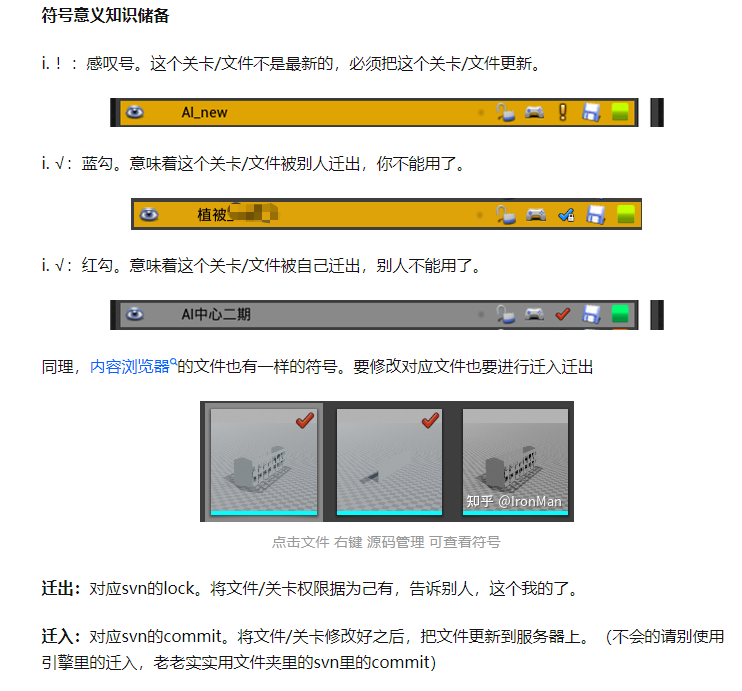 符号意义知识储备
i.！： 感叹号。这个关卡/文件不是最新的，必须把这个关卡/文件更新。
AI_new
i. √： 蓝勾。意味着这个关卡/文件被别人迁出，你不能用了。
植被_
i. √： 红勾。意味着这个关卡/文件被自己迁出，别人不能用了。
AI中心二期
同理，内容浏览器的文件也有一样的符号。要修改对应文件也要进行迁入迁出
知乎 @IronMan
点击文件 右键 源码管理 可查看符号
迁出：对应svn的lock。将文件/关卡权限据为己有，告诉别人，这个我的了。
迁入：对应svn的commit。将文件/关卡修改好之后，把文件更新到服务器上。（不会的请别使用
引擎里的迁入，老老实实用文件夹里的svn里的commit）